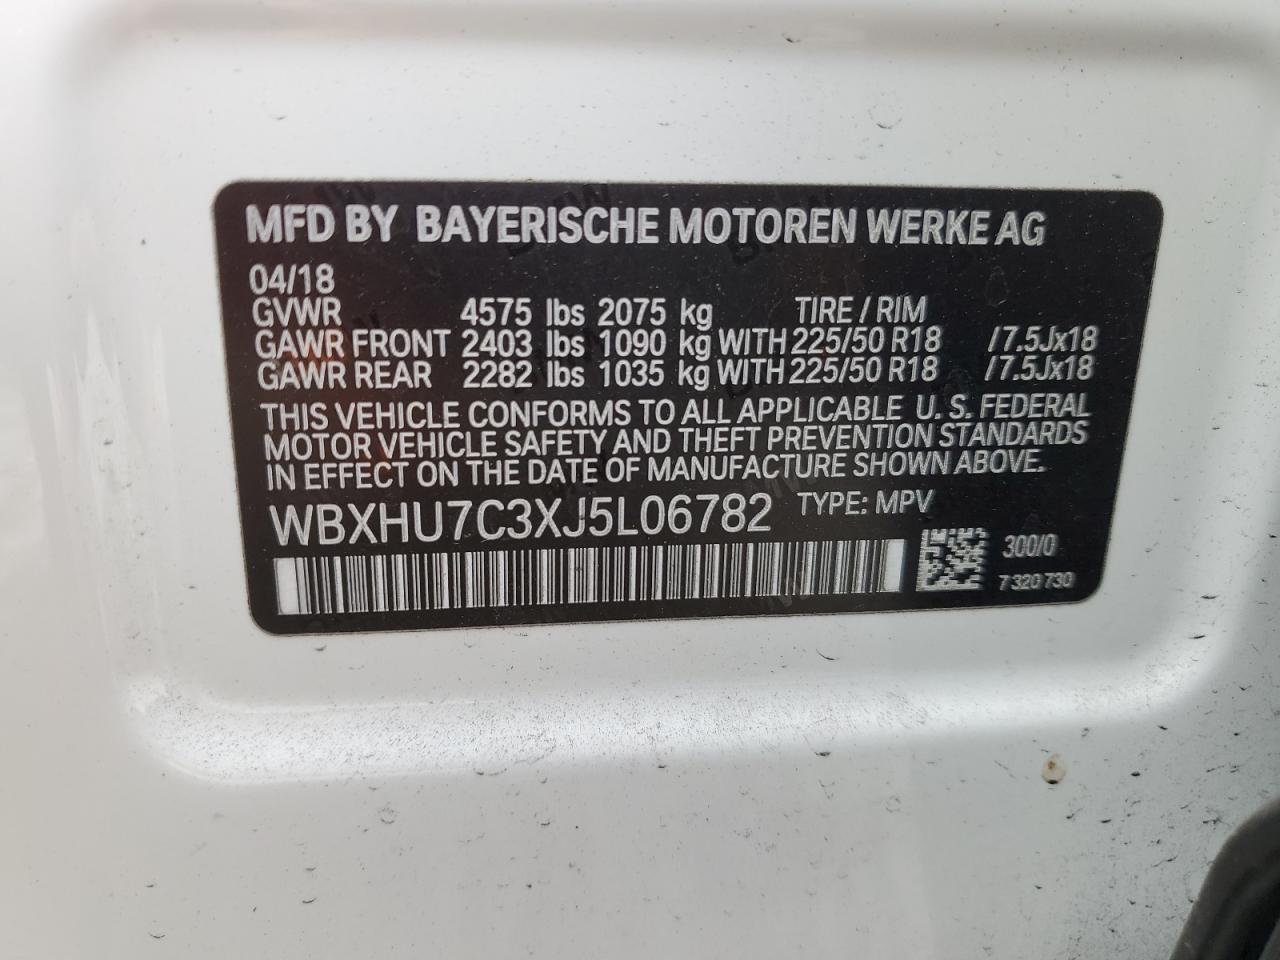 MFD BY BAYERISCHE MOTOREN WERKE AG
04/18
GVWR 4575 lbs 2075 kg TIRE / RIM
GAWR FRONT 2403 lbs 1090 kg WITH 225/50 R18 /7.5Jx18
GAWR REAR 2282 lbs 1035 kg WITH 225/50 R18 /7.5Jx18
THIS VEHICLE CONFORMS TO ALL APPLICABLE U. S. FEDERAL
MOTOR VEHICLE SAFETY AND THEFT PREVENTION STANDARDS
IN EFFECT ON THE DATE OF MANUFACTURE SHOWN ABOVE.
WBXHU7C3XJ5L06782 TYPE: MPV
300/0
7 320 730